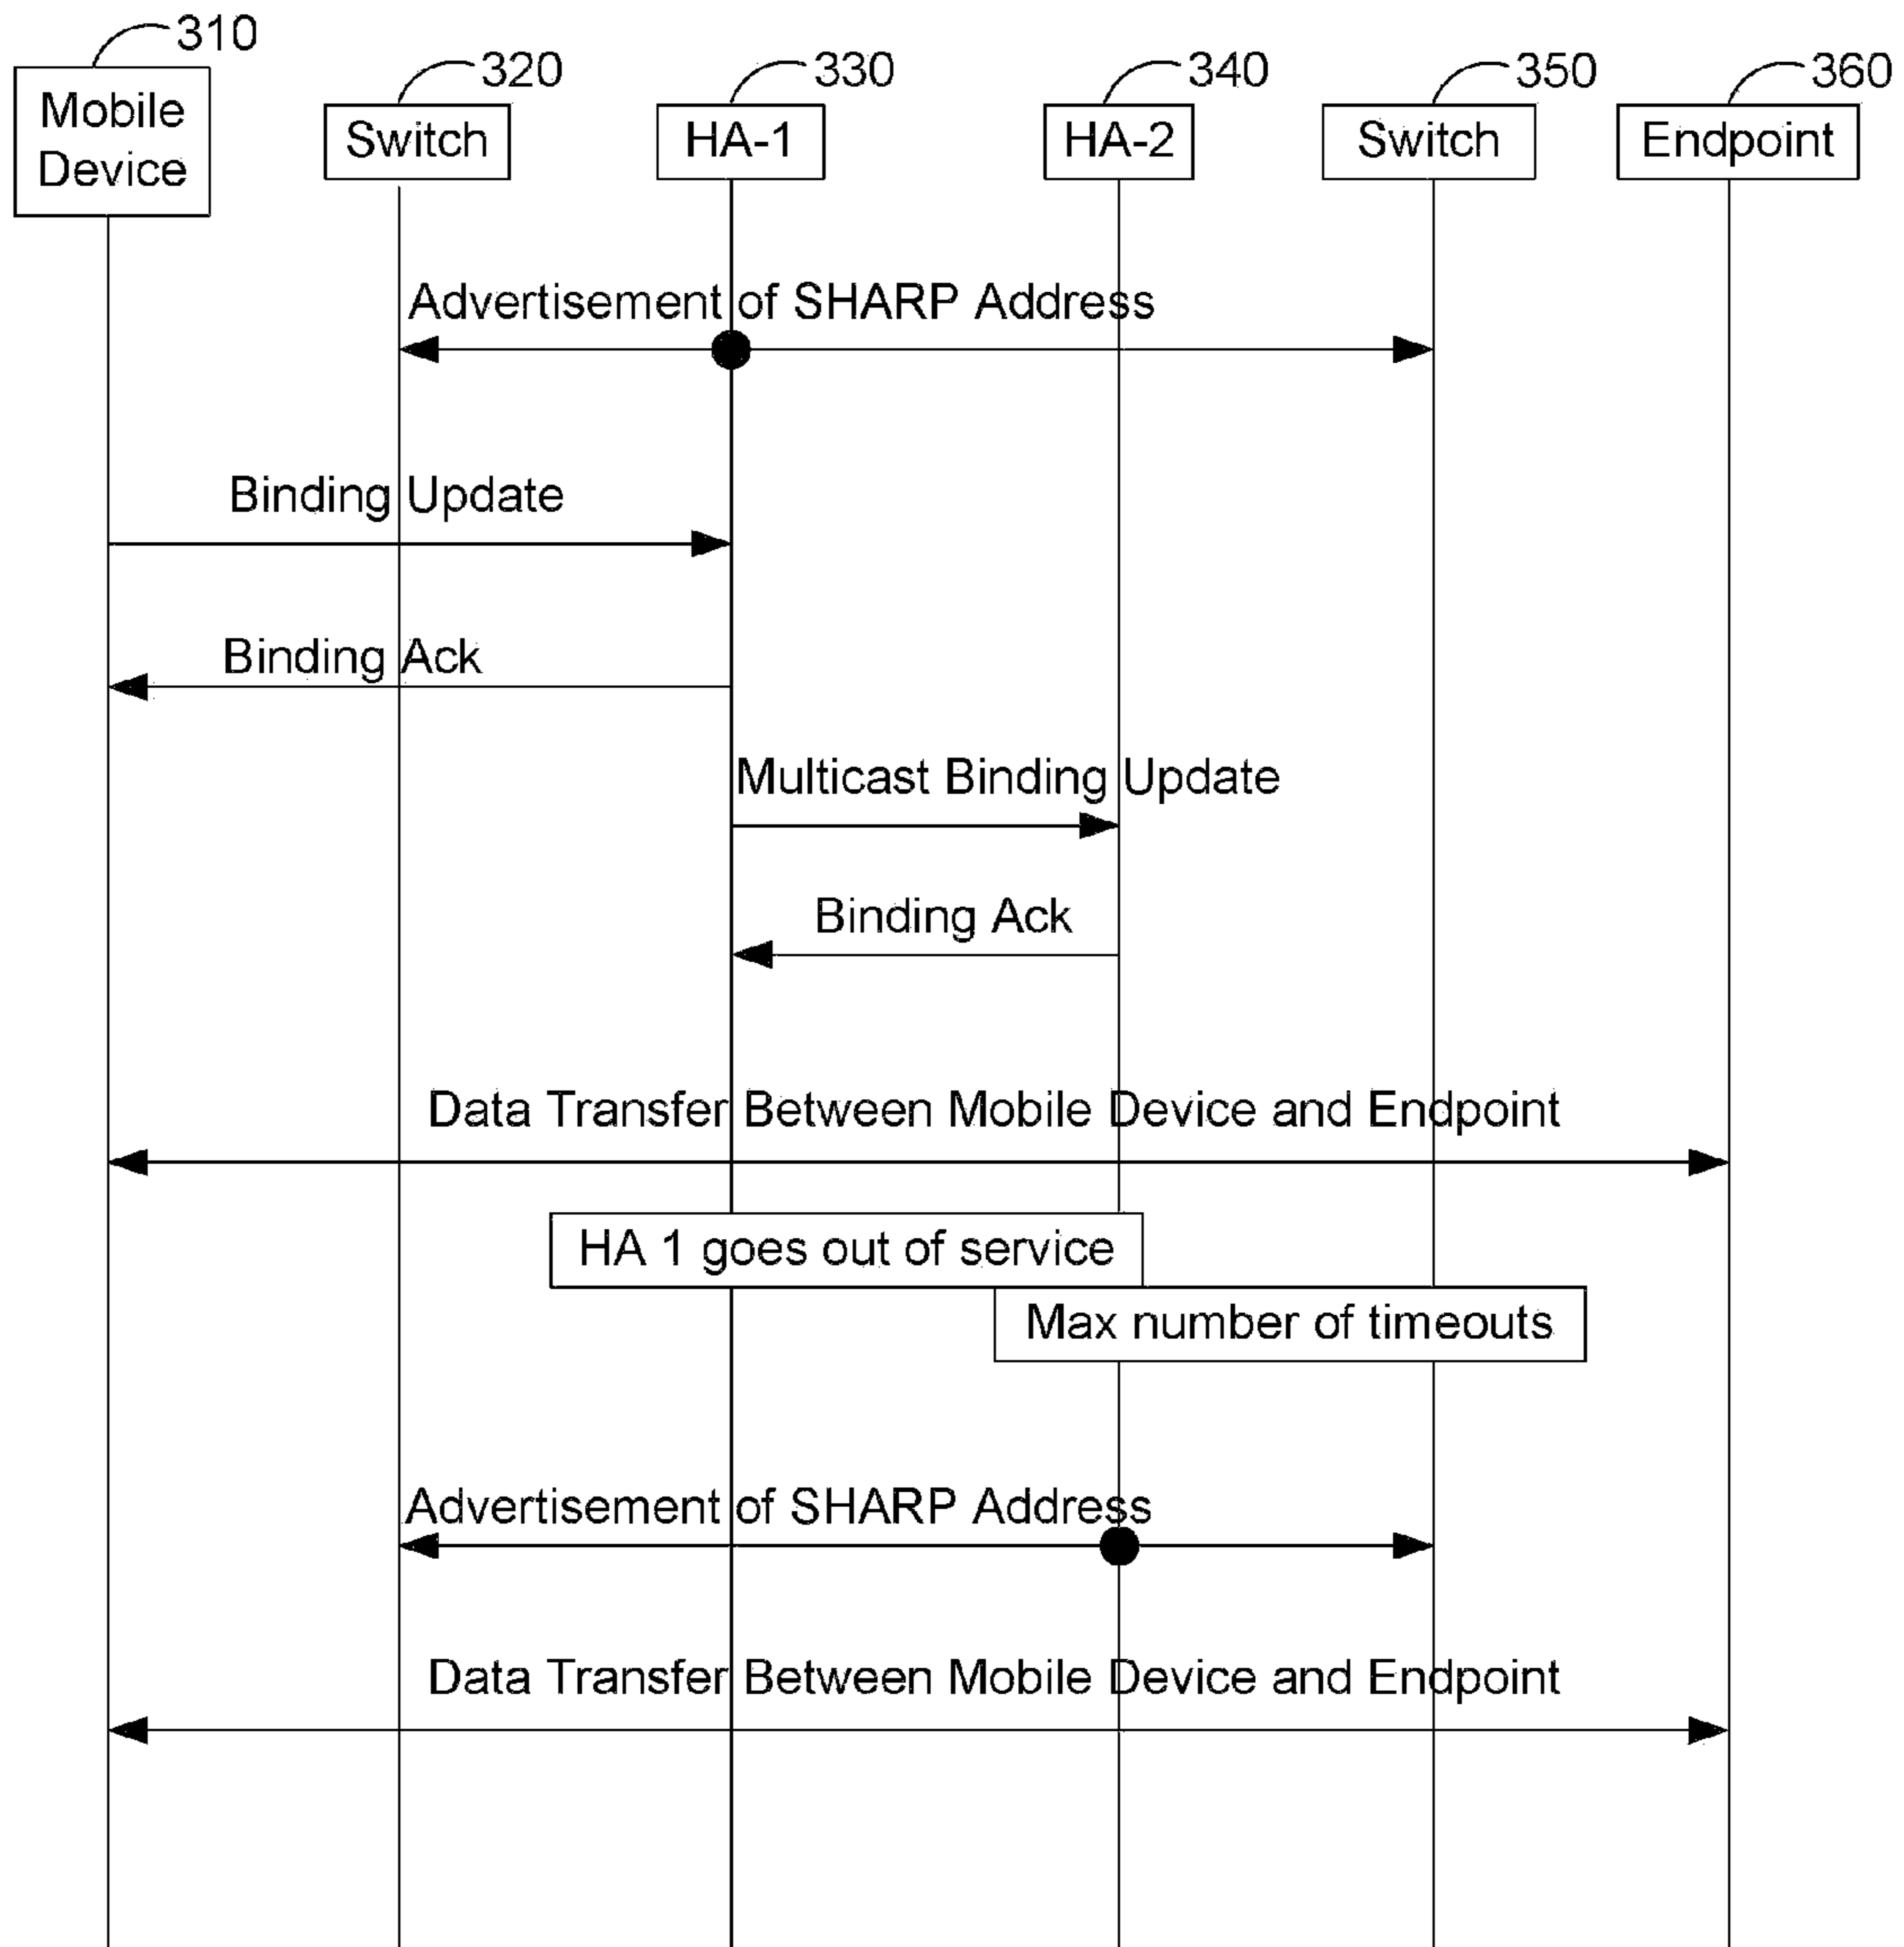 310
320
330
340
350
360
Mobile
Device
Switch
HA-1
HA-2
Switch
Endpoint
Advertisement of SHARP Address
Binding Update
Binding Ack
Multicast Binding Update
Binding Ack
Data Transfer Between Mobile Device and Endpoint
HA 1 goes out of service
Max number of timeouts
Advertisement of SHARP Address
Data Transfer Between Mobile Device and Endpoint